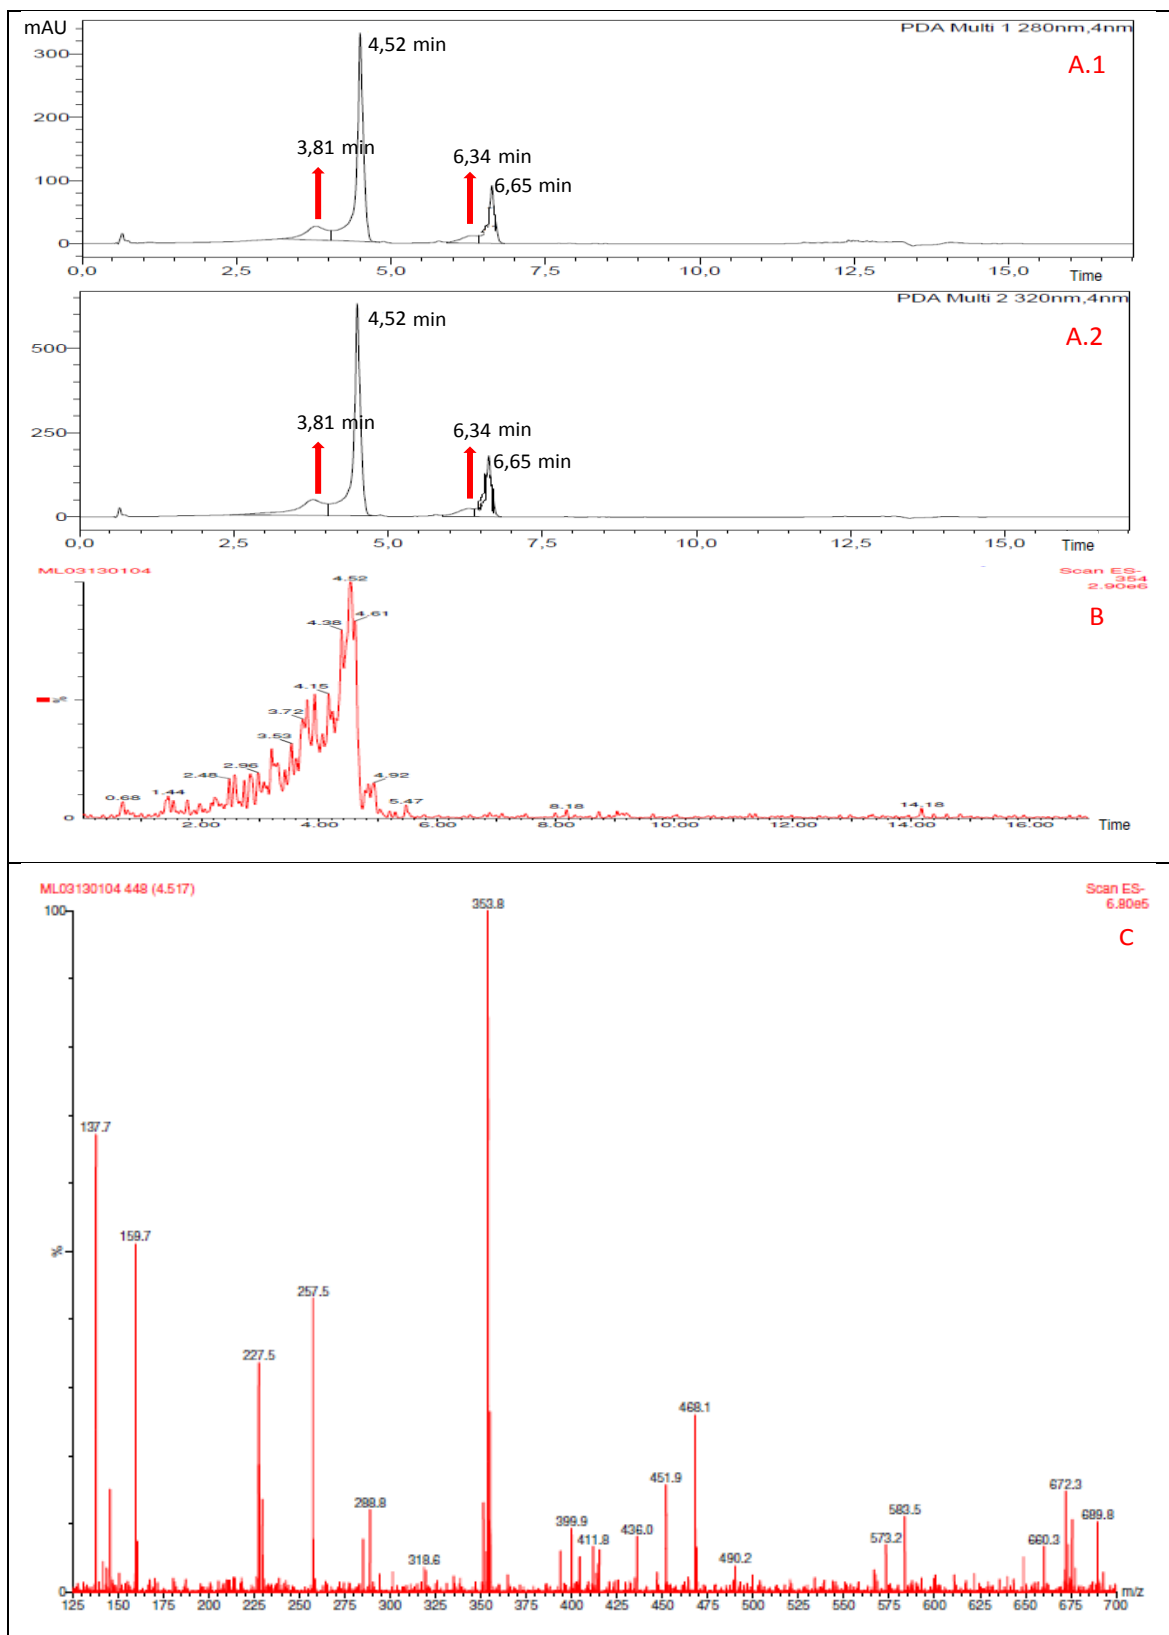 mAU
PDA Multi 1 280nm,4nm
A.1
4,52 min
3,81 min
6,34 min
6,65 min
300
200
100
0
0,0 2,5 5,0 7,5 10,0 12,5 15,0 Time
PDA Multi 2 320nm,4nm
A.2
4,52 min
3,81 min
6,34 min
6,65 min
500
250
0
0,0 2,5 5,0 7,5 10,0 12,5 15,0 Time
ML03130104
Scan ES-
354
2.90e6
B
4.52
4.61
4.38
4.15
3.72
3.53
2.96
2.48
4.92
1.44
0.68
5.47
8.18
14.18
%
0
2.00 4.00 6.00 8.00 10.00 12.00 14.00 16.00 Time
ML03130104 448 (4.517)
Scan ES-
6.80e5
C
100
353.8
137.7
159.7
%
257.5
227.5
468.1
451.9
672.3
288.8
583.5
689.8
399.9
436.0
411.8
573.2
660.3
318.6
490.2
0
125 150 175 200 225 250 275 300 325 350 375 400 425 450 475 500 525 550 575 600 625 650 675 700 m/z